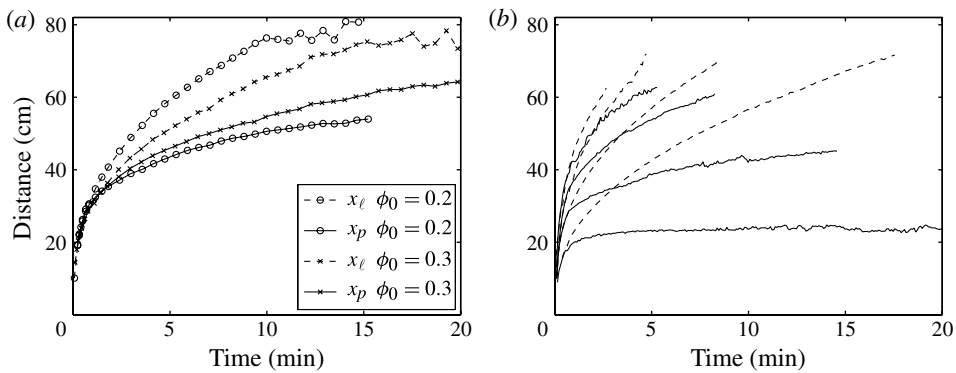 (a)
(b)
80
60
40
20
0
5
10
15
20
Distance (cm)
Time (min)
x_ℓ ϕ_0 = 0.2
x_p ϕ_0 = 0.2
x_ℓ ϕ_0 = 0.3
x_p ϕ_0 = 0.3
80
60
40
20
0
5
10
15
20
Time (min)